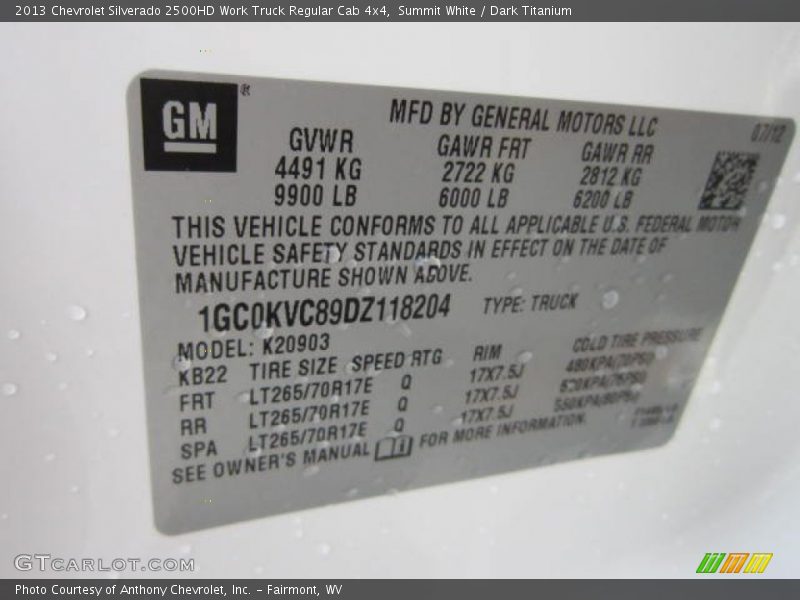 2013 Chevrolet Silverado 2500HD Work Truck Regular Cab 4x4, Summit White / Dark Titanium
GM ®
MFD BY GENERAL MOTORS LLC 07/12
GVWR GAWR FRT GAWR RR
4491 KG 2722 KG 2812 KG
9900 LB 6000 LB 6200 LB
THIS VEHICLE CONFORMS TO ALL APPLICABLE U.S. FEDERAL MOTOR
VEHICLE SAFETY STANDARDS IN EFFECT ON THE DATE OF
MANUFACTURE SHOWN ABOVE.
1GC0KVC89DZ118204 TYPE: TRUCK
MODEL: K20903
KB22 TIRE SIZE SPEED RTG RIM COLD TIRE PRESSURE
FRT LT265/70R17E Q 17X7.5J 480KPA(70PSI)
RR LT265/70R17E Q 17X7.5J
SPA LT265/70R17E Q 17X7.5J 550KPA(80PSI)
SEE OWNER'S MANUAL FOR MORE INFORMATION.
GTCARLOT.COM
Photo Courtesy of Anthony Chevrolet, Inc. – Fairmont, WV